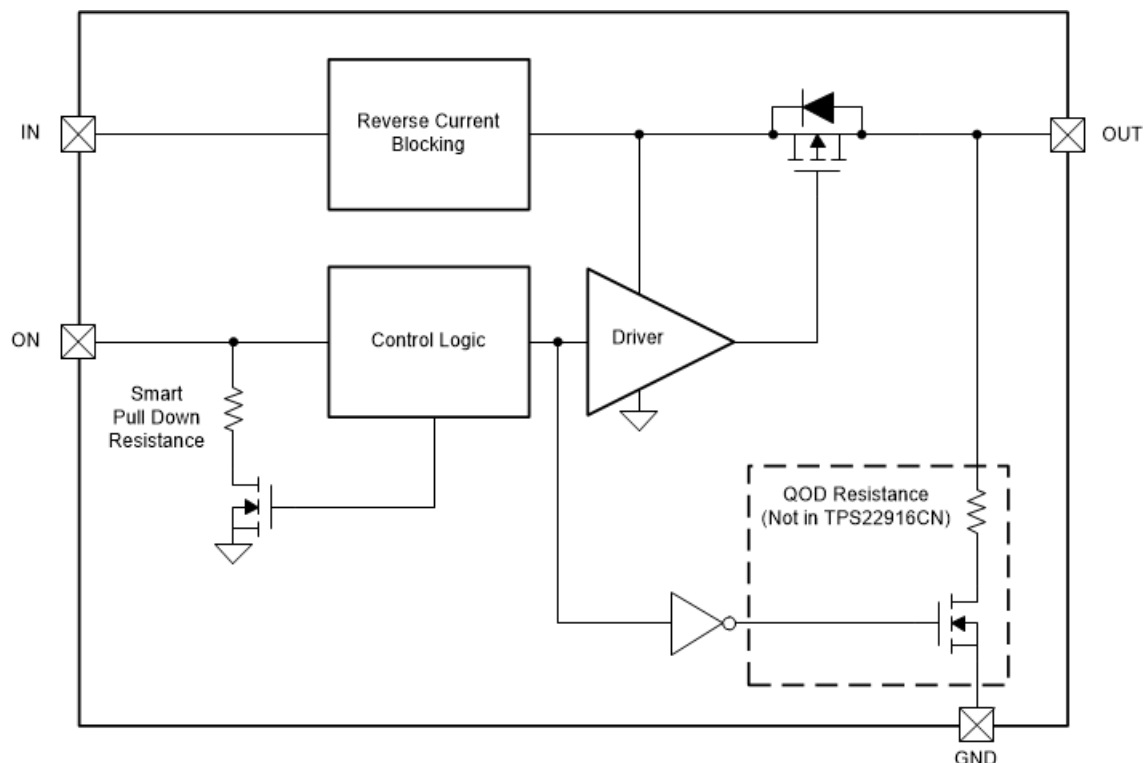 IN
Reverse Current
Blocking
OUT
ON
Control Logic
Driver
Smart
Pull Down
Resistance
QOD Resistance
(Not in TPS22916CN)
GND